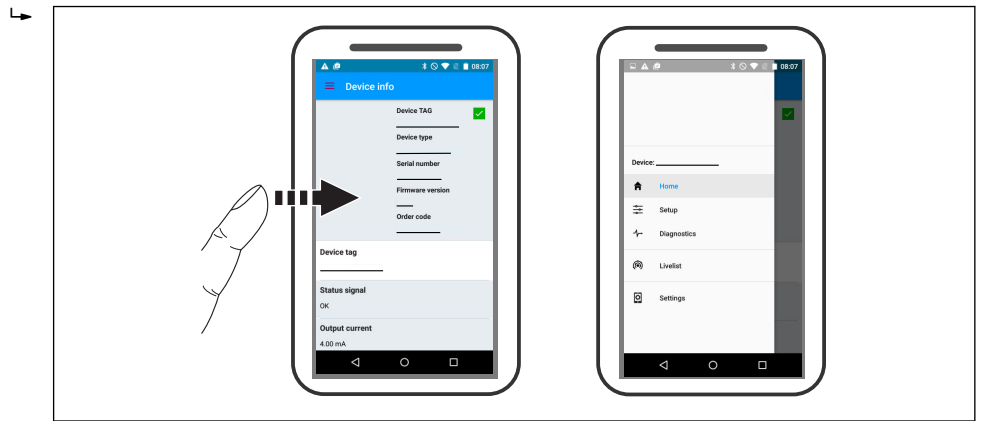 08:07
Device info
Device TAG
Device type
Serial number
Firmware version
Order code
Device tag
Status signal
OK
Output current
4.00 mA
08:07
Device:
Home
Setup
Diagnostics
Livelist
Settings